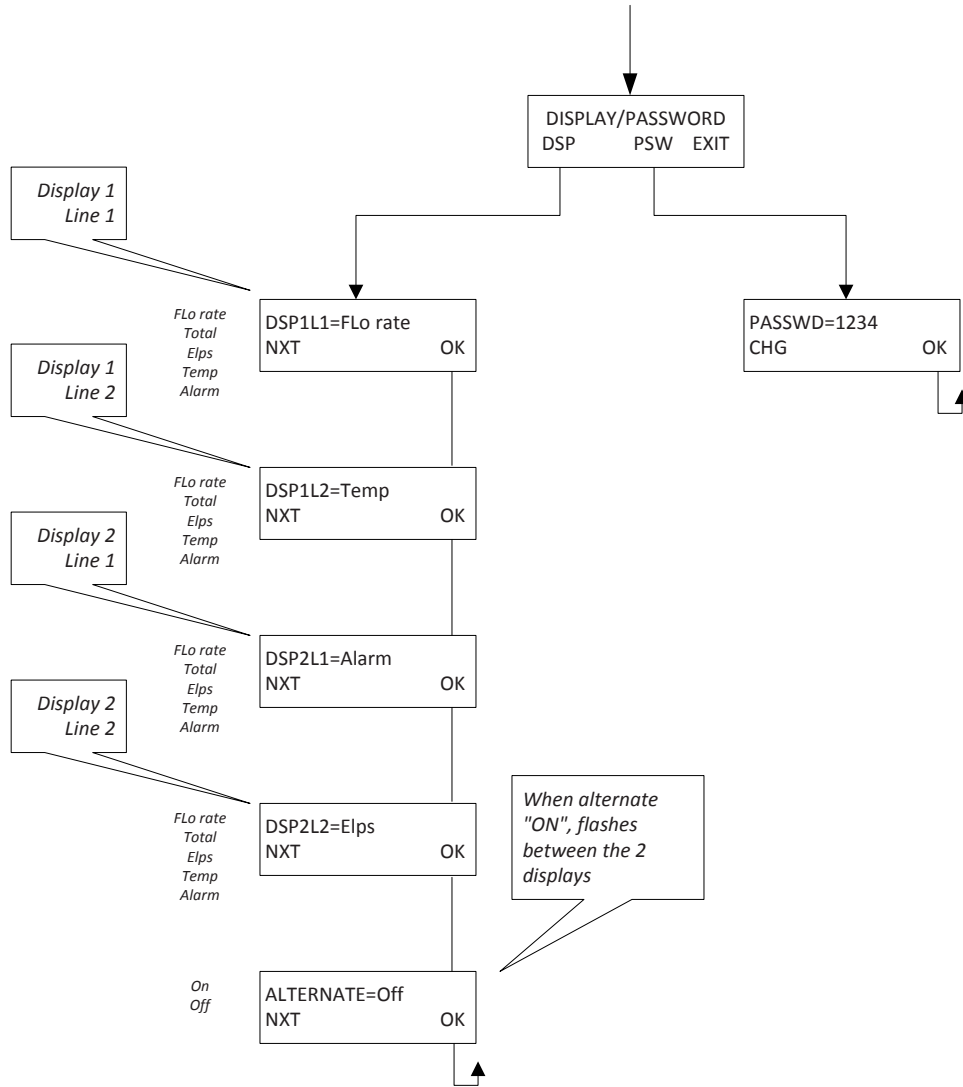 DISPLAY/PASSWORD
DSP PSW EXIT
Display 1
Line 1
FLo rate
Total
Elps
Temp
Alarm
DSP1L1=FLo rate
NXT OK
PASSWD=1234
CHG OK
Display 1
Line 2
FLo rate
Total
Elps
Temp
Alarm
DSP1L2=Temp
NXT OK
Display 2
Line 1
FLo rate
Total
Elps
Temp
Alarm
DSP2L1=Alarm
NXT OK
Display 2
Line 2
FLo rate
Total
Elps
Temp
Alarm
DSP2L2=Elps
NXT OK
When alternate
"ON", flashes
between the 2
displays
On
Off
ALTERNATE=Off
NXT OK